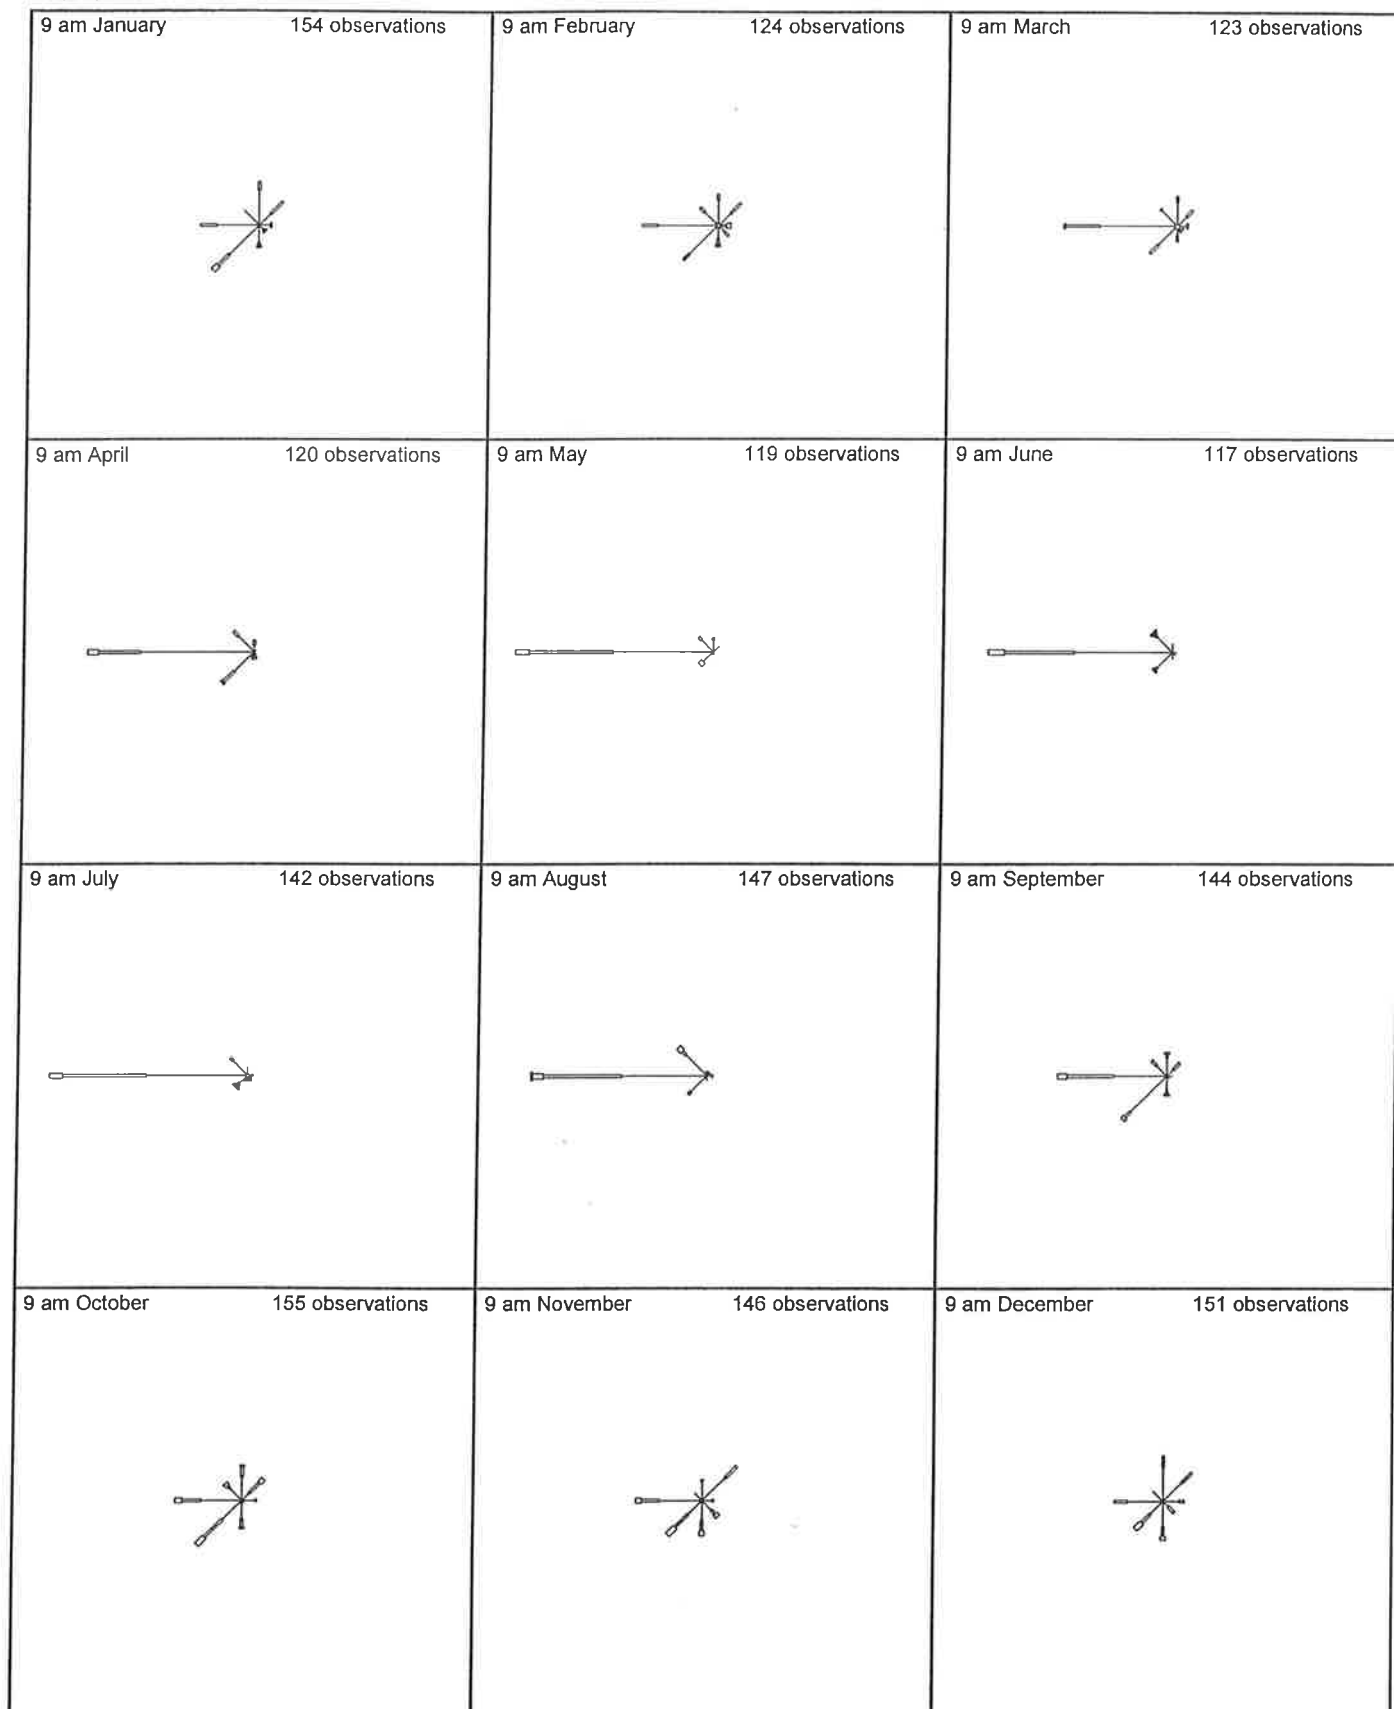 9 am January 154 observations
9 am February 124 observations
9 am March 123 observations
9 am April 120 observations
9 am May 119 observations
9 am June 117 observations
9 am July 142 observations
9 am August 147 observations
9 am September 144 observations
9 am October 155 observations
9 am November 146 observations
9 am December 151 observations